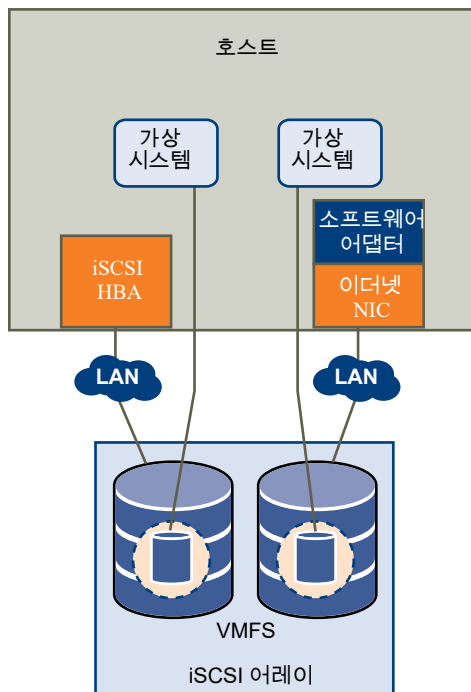 호스트
가상
시스템
가상
시스템
소프트웨어
어댑터
iSCSI
HBA
이더넷
NIC
LAN
LAN
VMFS
iSCSI 어레이